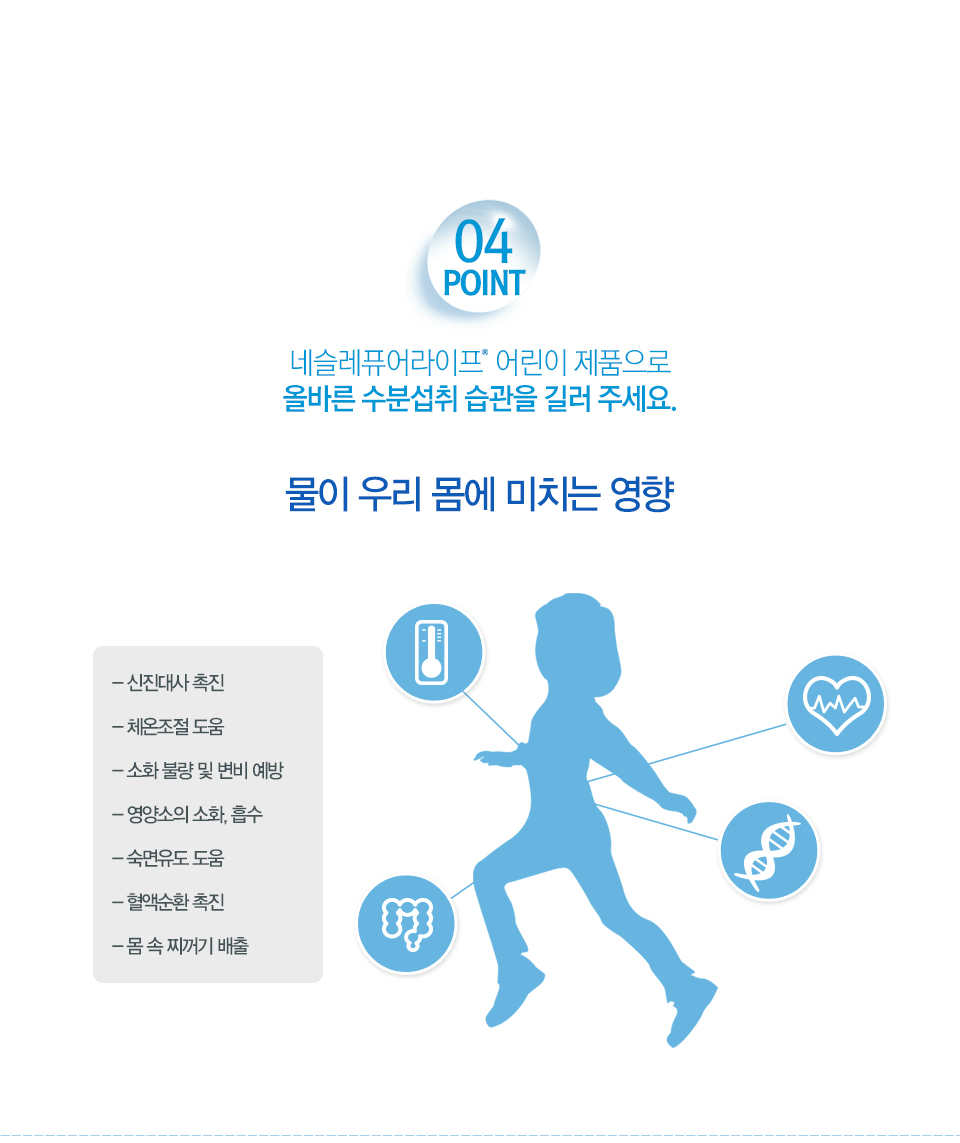 04
POINT
네슬레퓨어라이프® 어린이 제품으로
올바른 수분섭취 습관을 길러 주세요.
물이 우리 몸에 미치는 영향
– 신진대사 촉진
– 체온조절 도움
– 소화 불량 및 변비 예방
– 영양소의 소화, 흡수
– 숙면유도 도움
– 혈액순환 촉진
– 몸 속 찌꺼기 배출